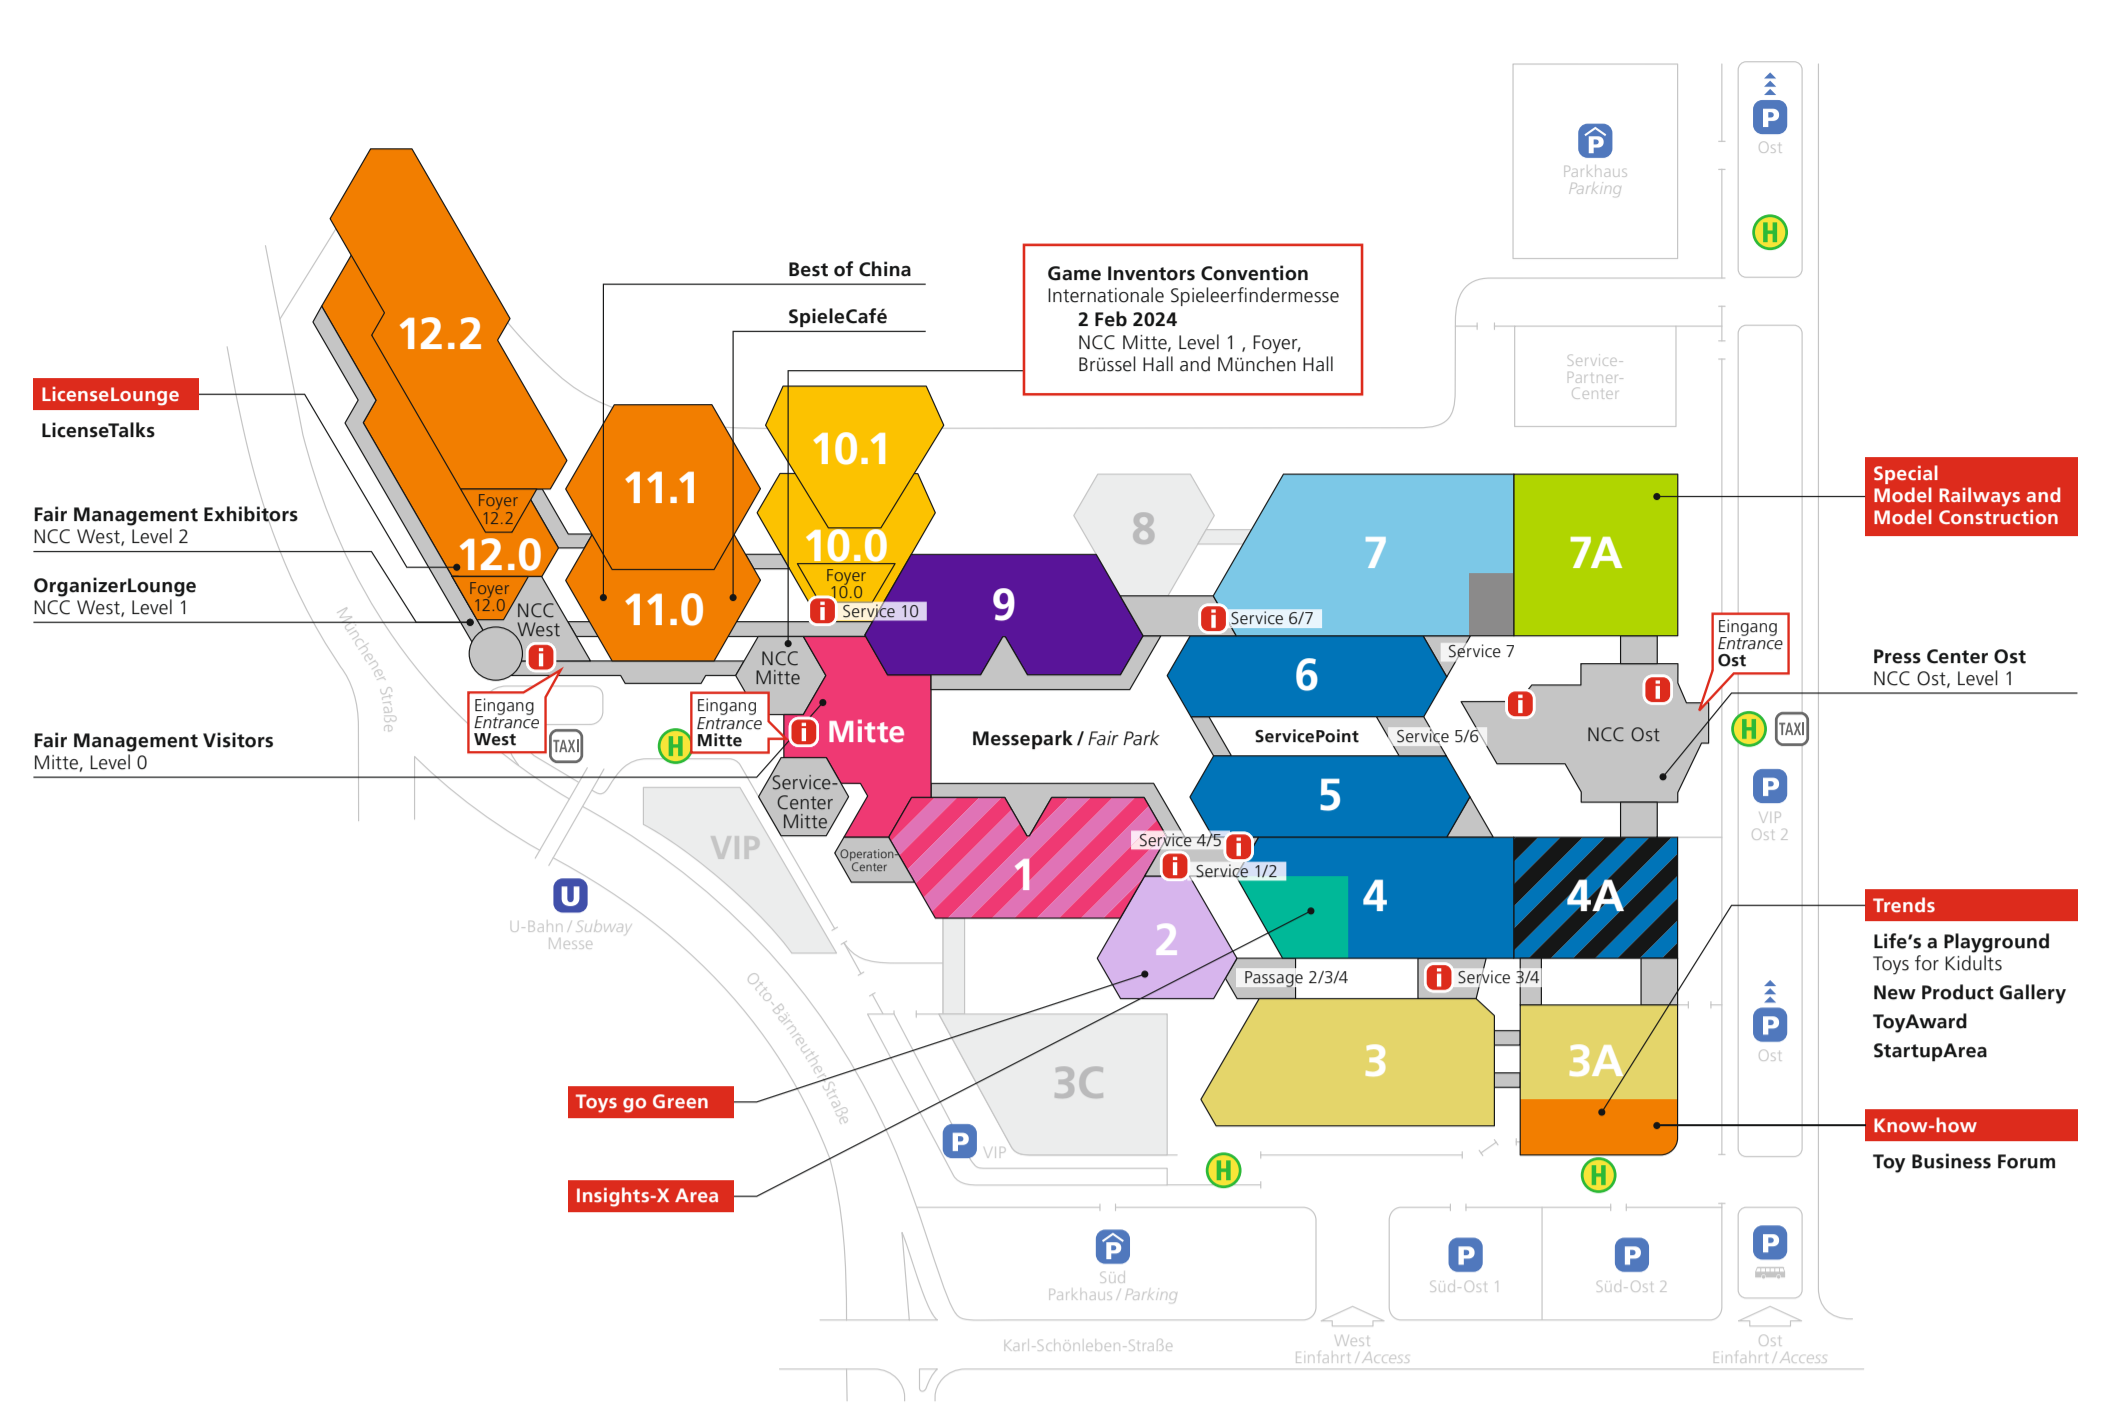 P
Ost
P
Parkhaus
Parking
H
Best of China
SpieleCafé
Game Inventors Convention
Internationale Spieleerfindermesse
2 Feb 2024
NCC Mitte, Level 1 , Foyer,
Brüssel Hall and München Hall
Service-
Partner-
Center
12.2
LicenseLounge
LicenseTalks
Fair Management Exhibitors
NCC West, Level 2
OrganizerLounge
NCC West, Level 1
Fair Management Visitors
Mitte, Level 0
Foyer
12.2
12.0
Foyer
12.0
NCC
West
i
11.1
11.0
10.1
10.0
Foyer
10.0
i
Service 10
9
8
7
7A
i
Service 6/7
Special
Model Railways and
Model Construction
Eingang
Entrance
West
TAXI
H
Eingang
Entrance
Mitte
NCC
Mitte
i
Mitte
Messepark / Fair Park
6
Service 7
ServicePoint
Service 5/6
i
i
NCC Ost
Eingang
Entrance
Ost
Press Center Ost
NCC Ost, Level 1
H
TAXI
P
VIP
Ost 2
Münchener Straße
Service-
Center
Mitte
Operation-
Center
VIP
U
U-Bahn / Subway
Messe
5
Service 4/5
i
i
Service 1/2
1
2
4
4A
Passage 2/3/4
i
Service 3/4
3
3A
3C
Trends
Life’s a Playground
Toys for Kidults
New Product Gallery
ToyAward
StartupArea
Know-how
Toy Business Forum
P
Ost
Otto-Bärnreuther-Straße
Toys go Green
Insights-X Area
P
VIP
H
H
P
Süd
Parkhaus / Parking
P
Süd-Ost 1
P
Süd-Ost 2
P
Karl-Schönleben-Straße
West
Einfahrt / Access
Ost
Einfahrt / Access